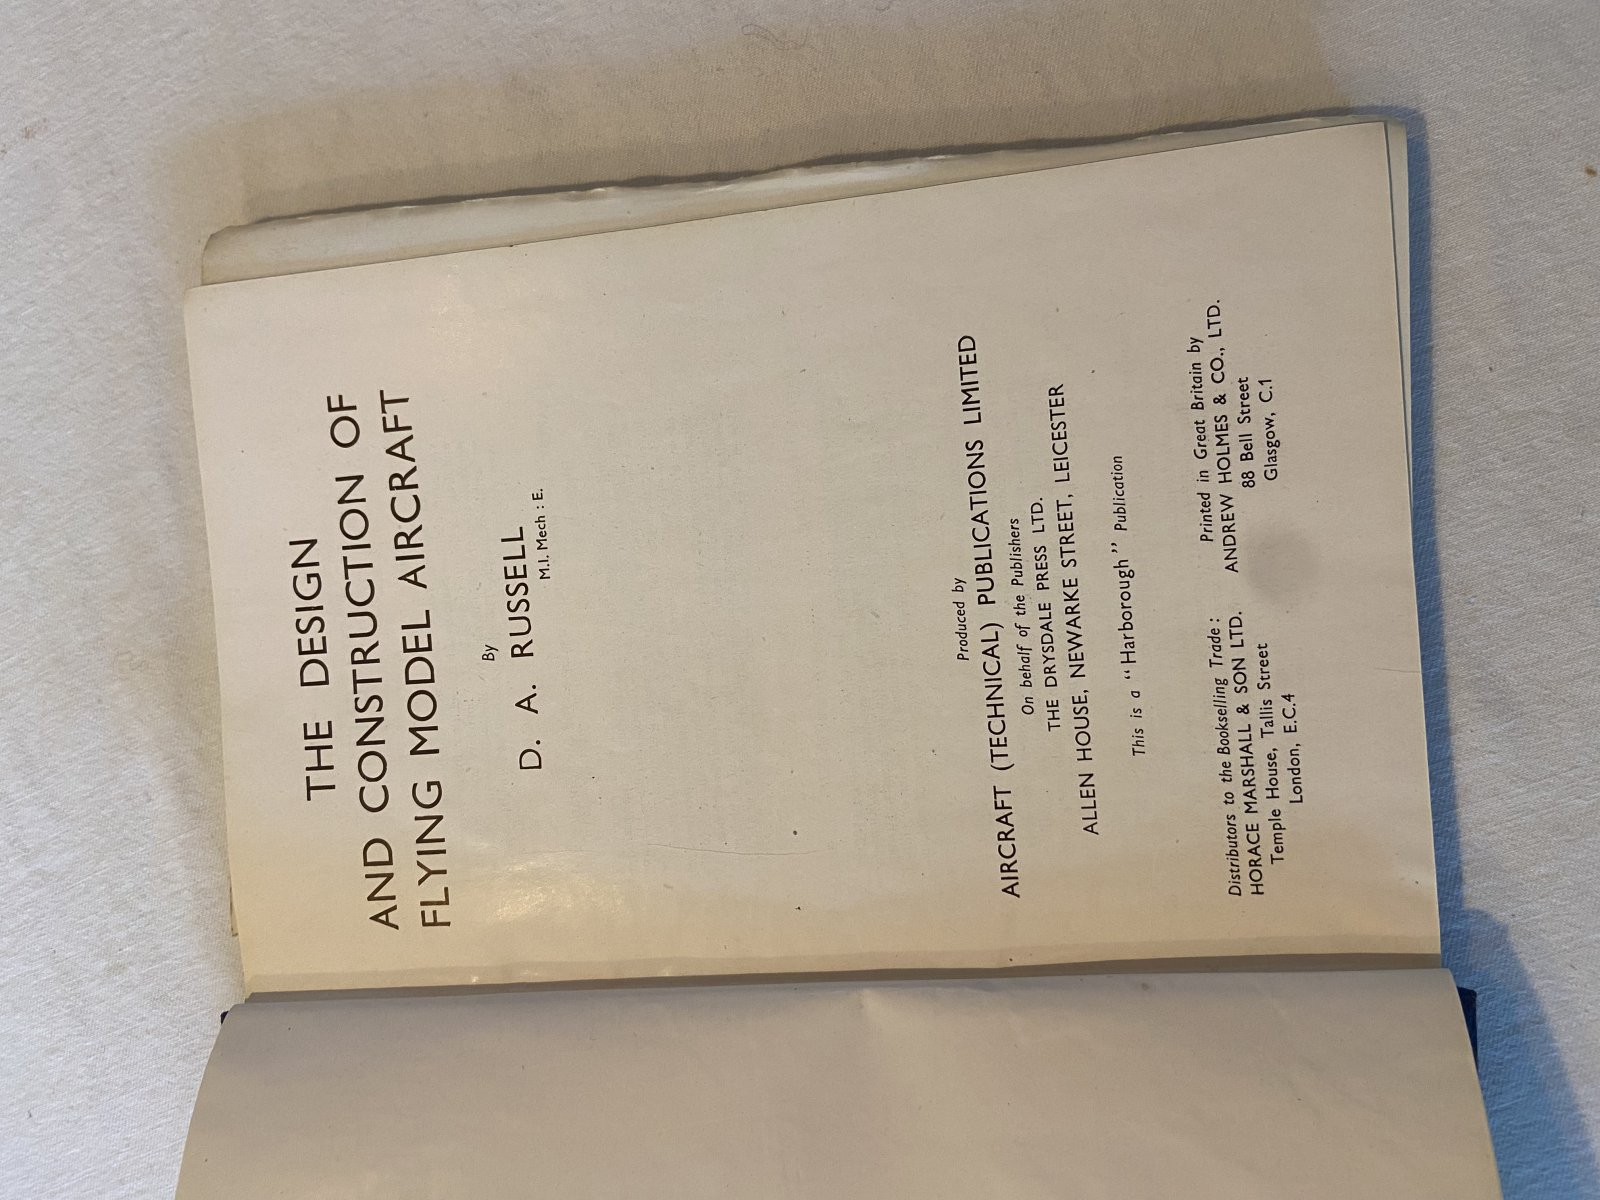 THE DESIGN
AND CONSTRUCTION OF
FLYING MODEL AIRCRAFT
By
D. A. RUSSELL
M.I. Mech : E.
Produced by
AIRCRAFT (TECHNICAL) PUBLICATIONS LIMITED
On behalf of the Publishers
THE DRYSDALE PRESS LTD.
ALLEN HOUSE, NEWARKE STREET, LEICESTER
This is a "Harborough" Publication
Distributors to the Bookselling Trade:
HORACE MARSHALL & SON LTD.
Temple House, Tallis Street
London, E.C.4
Printed in Great Britain by
ANDREW HOLMES & CO., LTD.
88 Bell Street
Glasgow, C.1